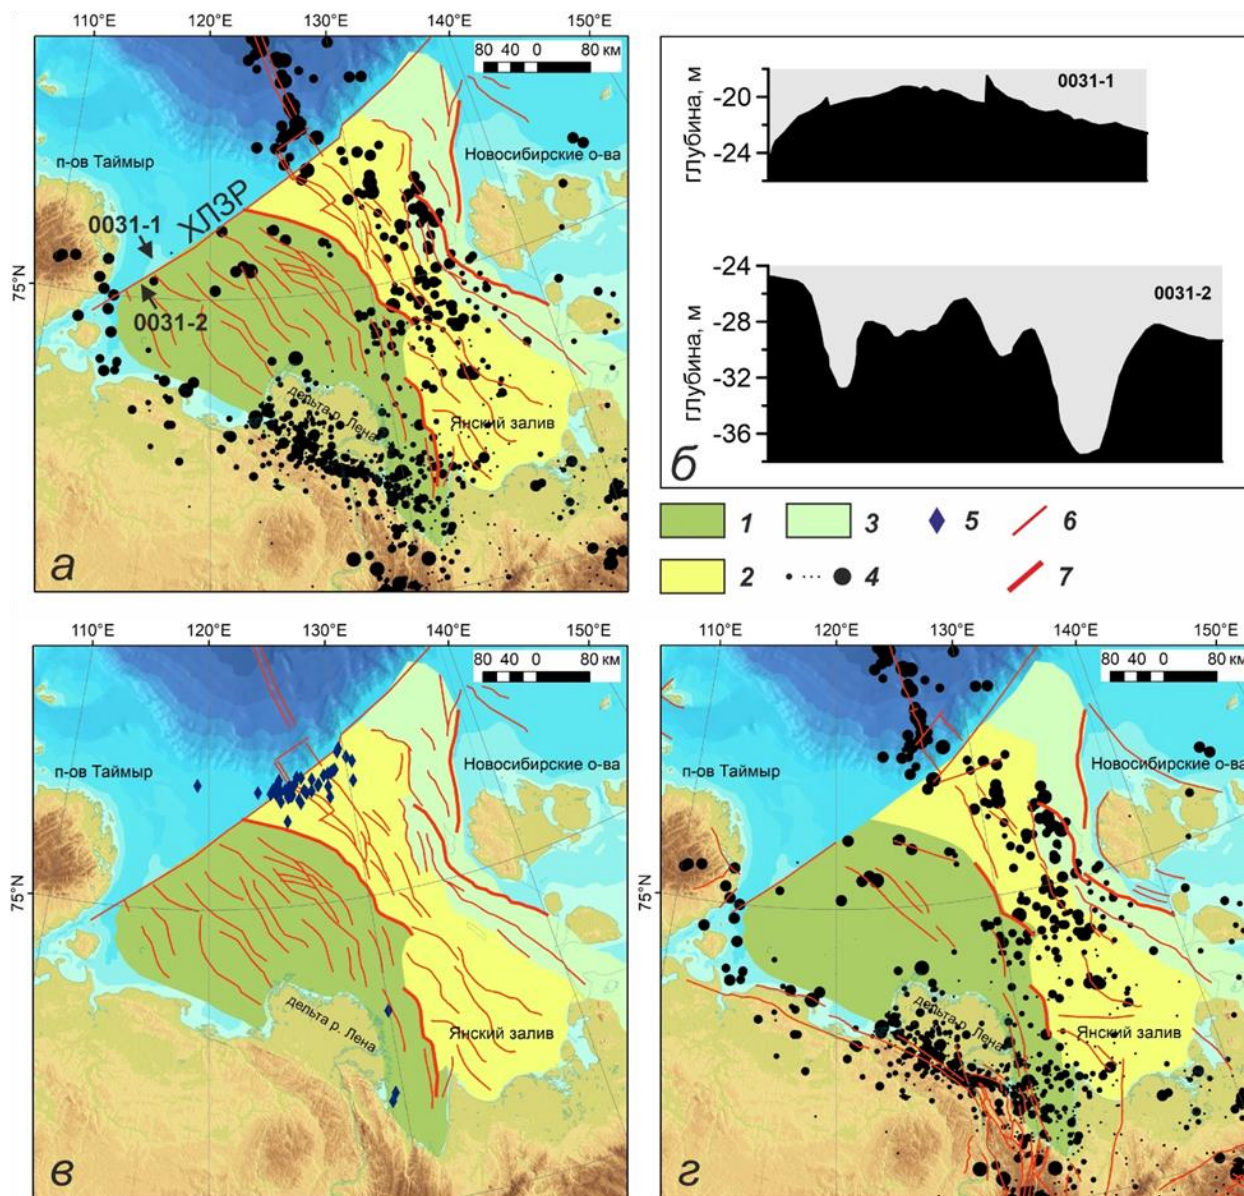 110°E 120°E 130°E 140°E 150°E
80 40 0 80 км
п-ов Таймыр
Новосибирские о-ва
ХЛЗР
0031-1
75°N
0031-2
дельта р. Лена
Янский залив
а
глубина, м
-20
-24
0031-1
глубина, м
-24
-28
-32
-36
0031-2
б
1 3 5 6
2 4 7
110°E 120°E 130°E 140°E 150°E
80 40 0 80 км
п-ов Таймыр
Новосибирские о-ва
75°N
дельта р. Лена
Янский залив
в
110°E 120°E 130°E 140°E 150°E
80 40 0 80 км
п-ов Таймыр
Новосибирские о-ва
75°N
дельта р. Лена
Янский залив
г